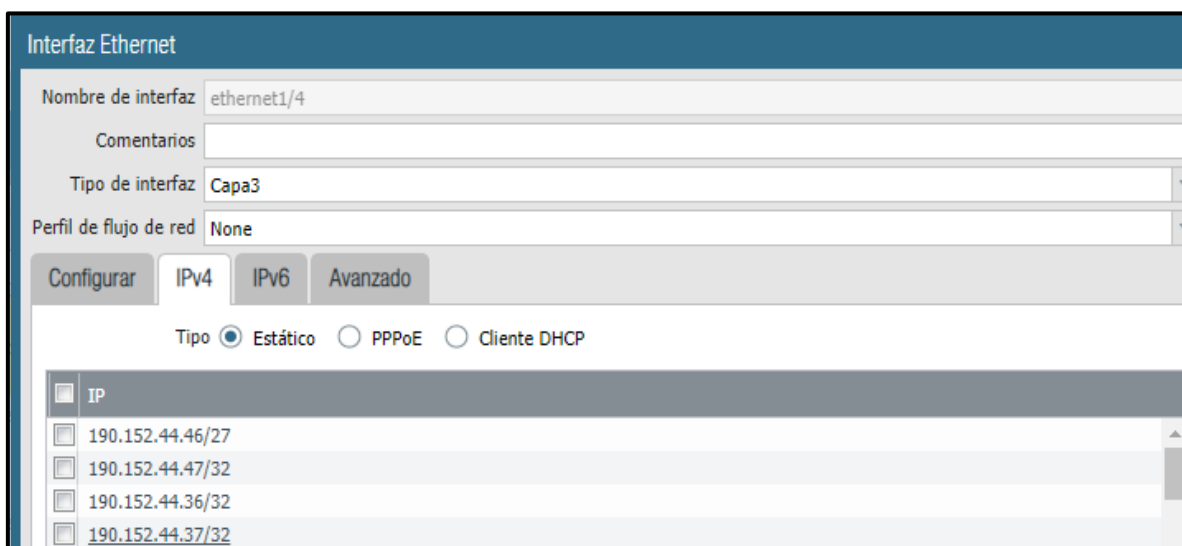 Interfaz Ethernet
Nombre de interfaz ethernet1/4
Comentarios
Tipo de interfaz Capa3
Perfil de flujo de red None
Configurar IPv4 IPv6 Avanzado
Tipo Estático PPPoE Cliente DHCP
IP
190.152.44.46/27
190.152.44.47/32
190.152.44.36/32
190.152.44.37/32